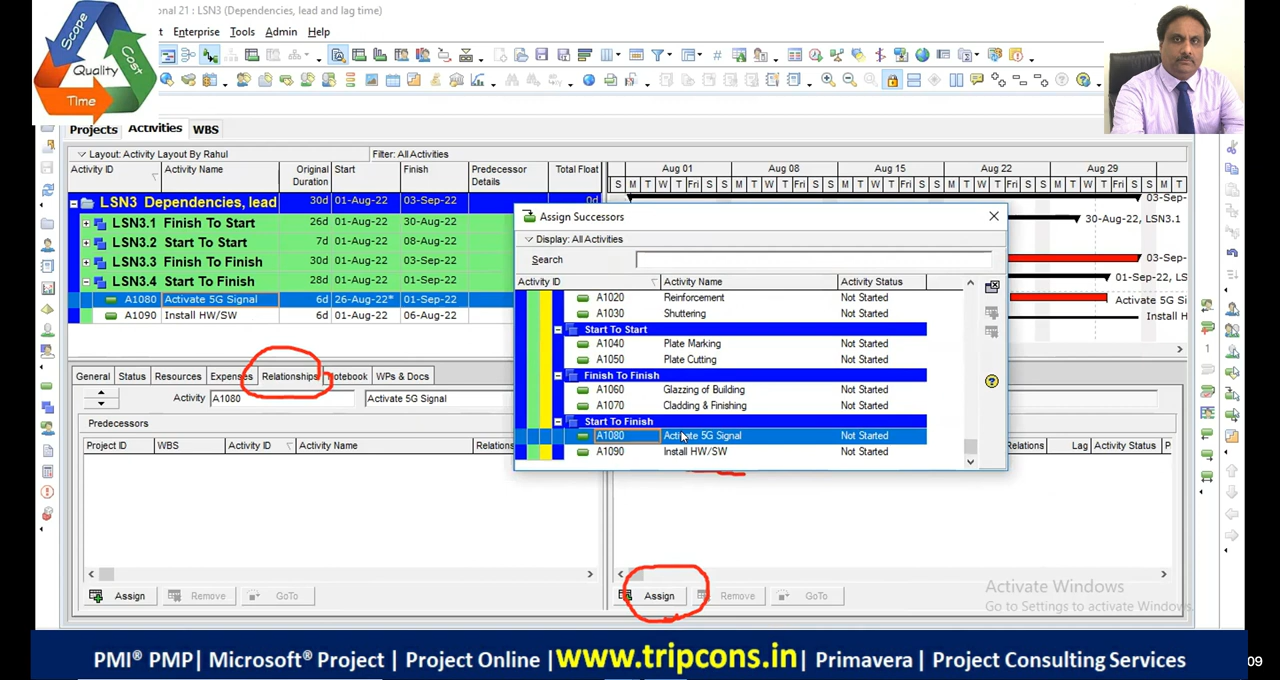 onal 21 : LSN3 (Dependencies, lead and lag time)
Enterprise Tools Admin Help
Scope
Cost
Quality
Time
Projects Activities WBS
Layout: Activity Layout By Rahul Filter: All Activities
Activity ID Activity Name Original Duration Start Finish Predecessor Details Total Float Aug 01 Aug 08 Aug 15 Aug 22 Aug 29
S M T W T Fri S S M T W T Fri S S M T W T Fri S S M T W T Fri S S M T W T Fri S S M T
LSN3 Dependencies, lead 30d 01-Aug-22 03-Sep-22 0d 03-Sep-
LSN3.1 Finish To Start 26d 01-Aug-22 30-Aug-22 30-Aug-22, LSN3.1
LSN3.2 Start To Start 7d 01-Aug-22 08-Aug-22
LSN3.3 Finish To Finish 30d 01-Aug-22 03-Sep-22 03-Sep-
LSN3.4 Start To Finish 28d 01-Aug-22 01-Sep-22 01-Sep-22, LS
A1080 Activate 5G Signal 6d 26-Aug-22* 01-Sep-22 Activate 5G Si
A1090 Install HW/SW 6d 01-Aug-22 06-Aug-22 Install H
Assign Successors
Display: All Activities
Search
Activity ID Activity Name Activity Status
A1020 Reinforcement Not Started
A1030 Shuttering Not Started
Start To Start
A1040 Plate Marking Not Started
A1050 Plate Cutting Not Started
Finish To Finish
A1060 Glazzing of Building Not Started
A1070 Cladding & Finishing Not Started
Start To Finish
A1080 Activate 5G Signal Not Started
A1090 Install HW/SW Not Started
General Status Resources Expenses Relationships Notebook WPs & Docs
Activity A1080 Activate 5G Signal
Predecessors
Project ID WBS Activity ID Activity Name Relations
Relations Lag Activity Status P
Assign Remove GoTo
Assign Remove GoTo
Activate Windows
Go to Settings to activate Windows.
PMI® PMP| Microsoft® Project | Project Online |www.tripcons.in| Primavera | Project Consulting Services
09